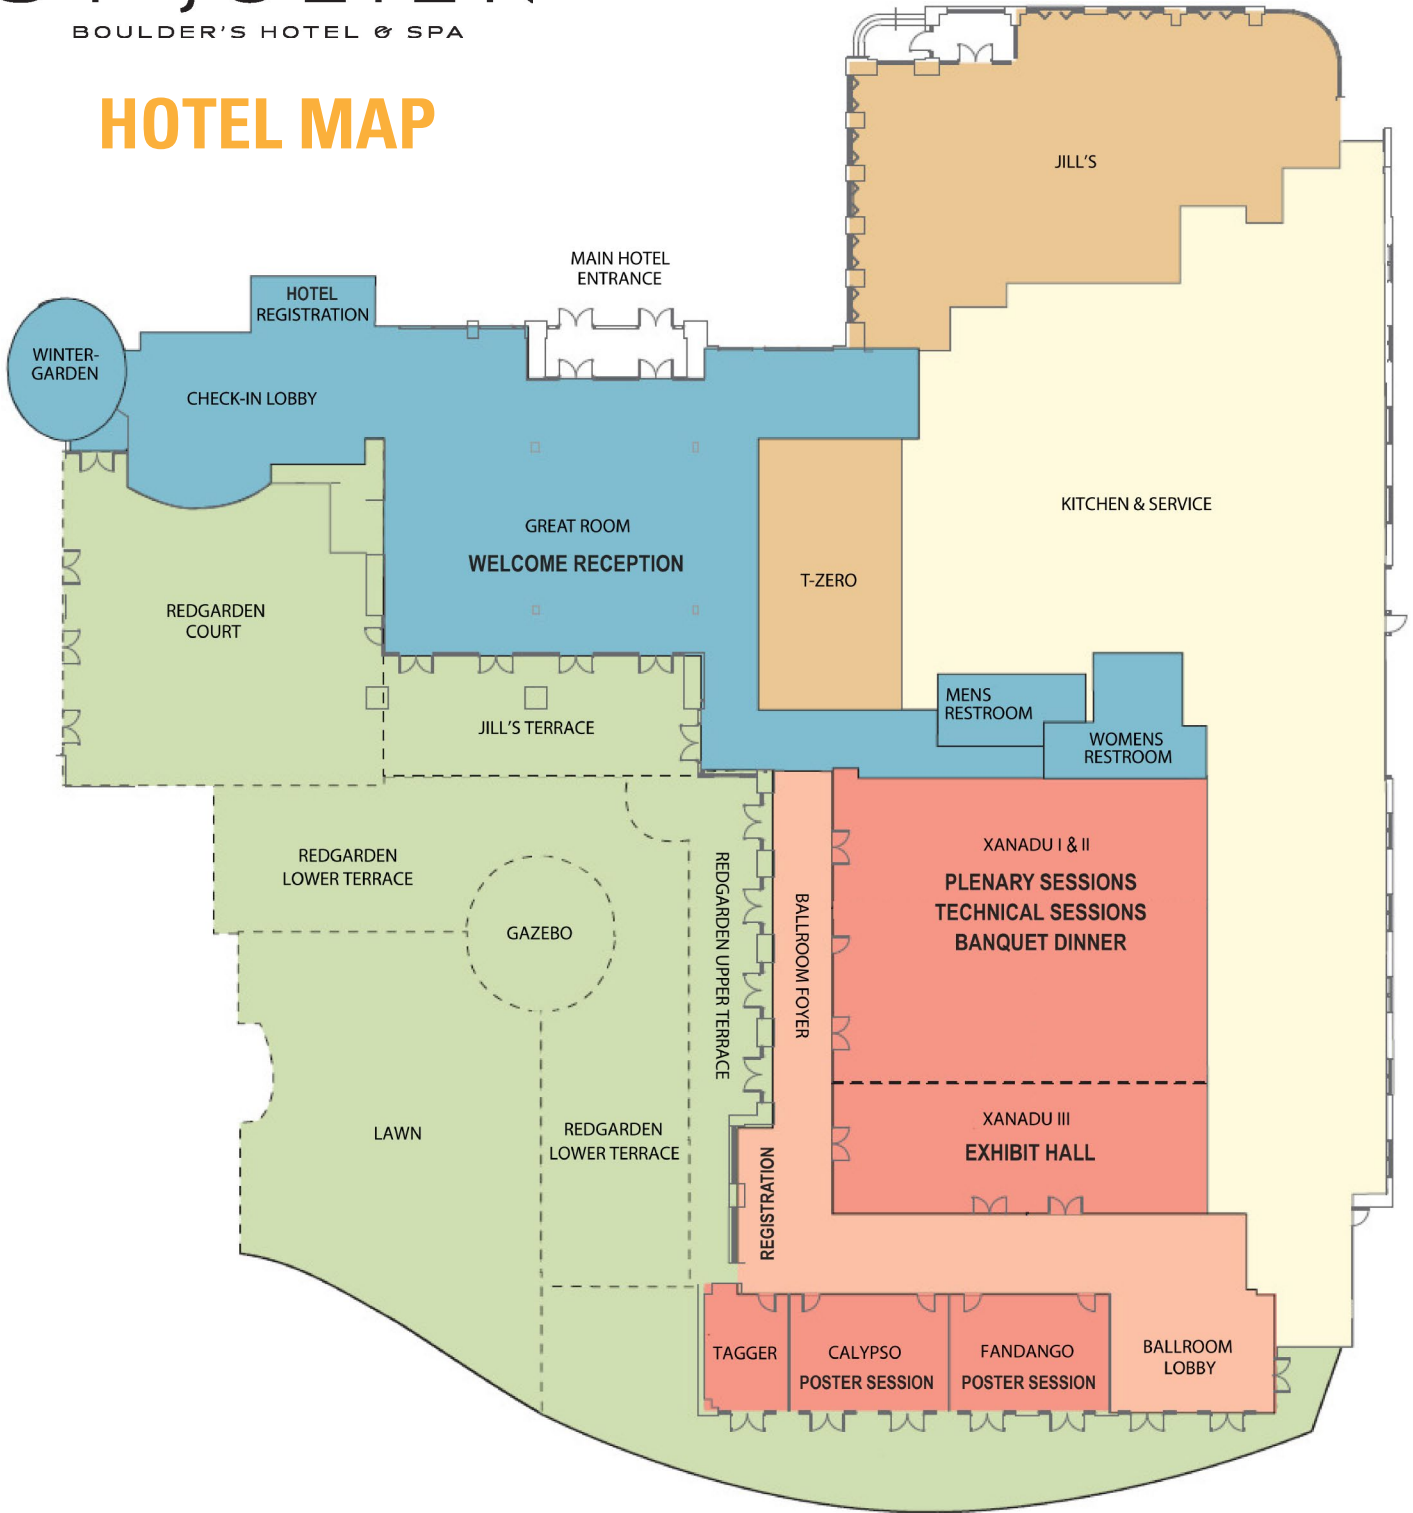 BOULDER'S HOTEL & SPA
HOTEL MAP
JILL'S
MAIN HOTEL
ENTRANCE
HOTEL
REGISTRATION
WINTER-
GARDEN
CHECK-IN LOBBY
KITCHEN & SERVICE
GREAT ROOM
WELCOME RECEPTION
T-ZERO
REDGARDEN
COURT
MENS
RESTROOM
JILL'S TERRACE
WOMENS
RESTROOM
XANADU I & II
PLENARY SESSIONS
TECHNICAL SESSIONS
BANQUET DINNER
REDGARDEN
LOWER TERRACE
GAZEBO
REDGARDEN UPPER TERRACE
BALLROOM FOYER
LAWN
REDGARDEN
LOWER TERRACE
XANADU III
EXHIBIT HALL
REGISTRATION
TAGGER
CALYPSO
POSTER SESSION
FANDANGO
POSTER SESSION
BALLROOM
LOBBY